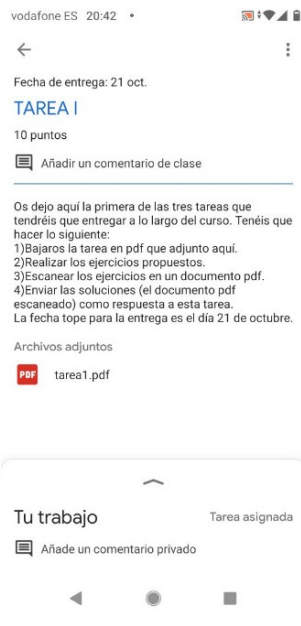 vodafone ES 20:42 •
Fecha de entrega: 21 oct.
TAREA I
10 puntos
Añadir un comentario de clase
Os dejo aquí la primera de las tres tareas que
tendréis que entregar a lo largo del curso. Tenéis que
hacer lo siguiente:
1)Bajaros la tarea en pdf que adjunto aquí.
2)Realizar los ejercicios propuestos.
3)Escanear los ejercicios en un documento pdf.
4)Enviar las soluciones (el documento pdf
escaneado) como respuesta a esta tarea.
La fecha tope para la entrega es el día 21 de octubre.
Archivos adjuntos
PDF tarea1.pdf
Tu trabajo Tarea asignada
Añade un comentario privado